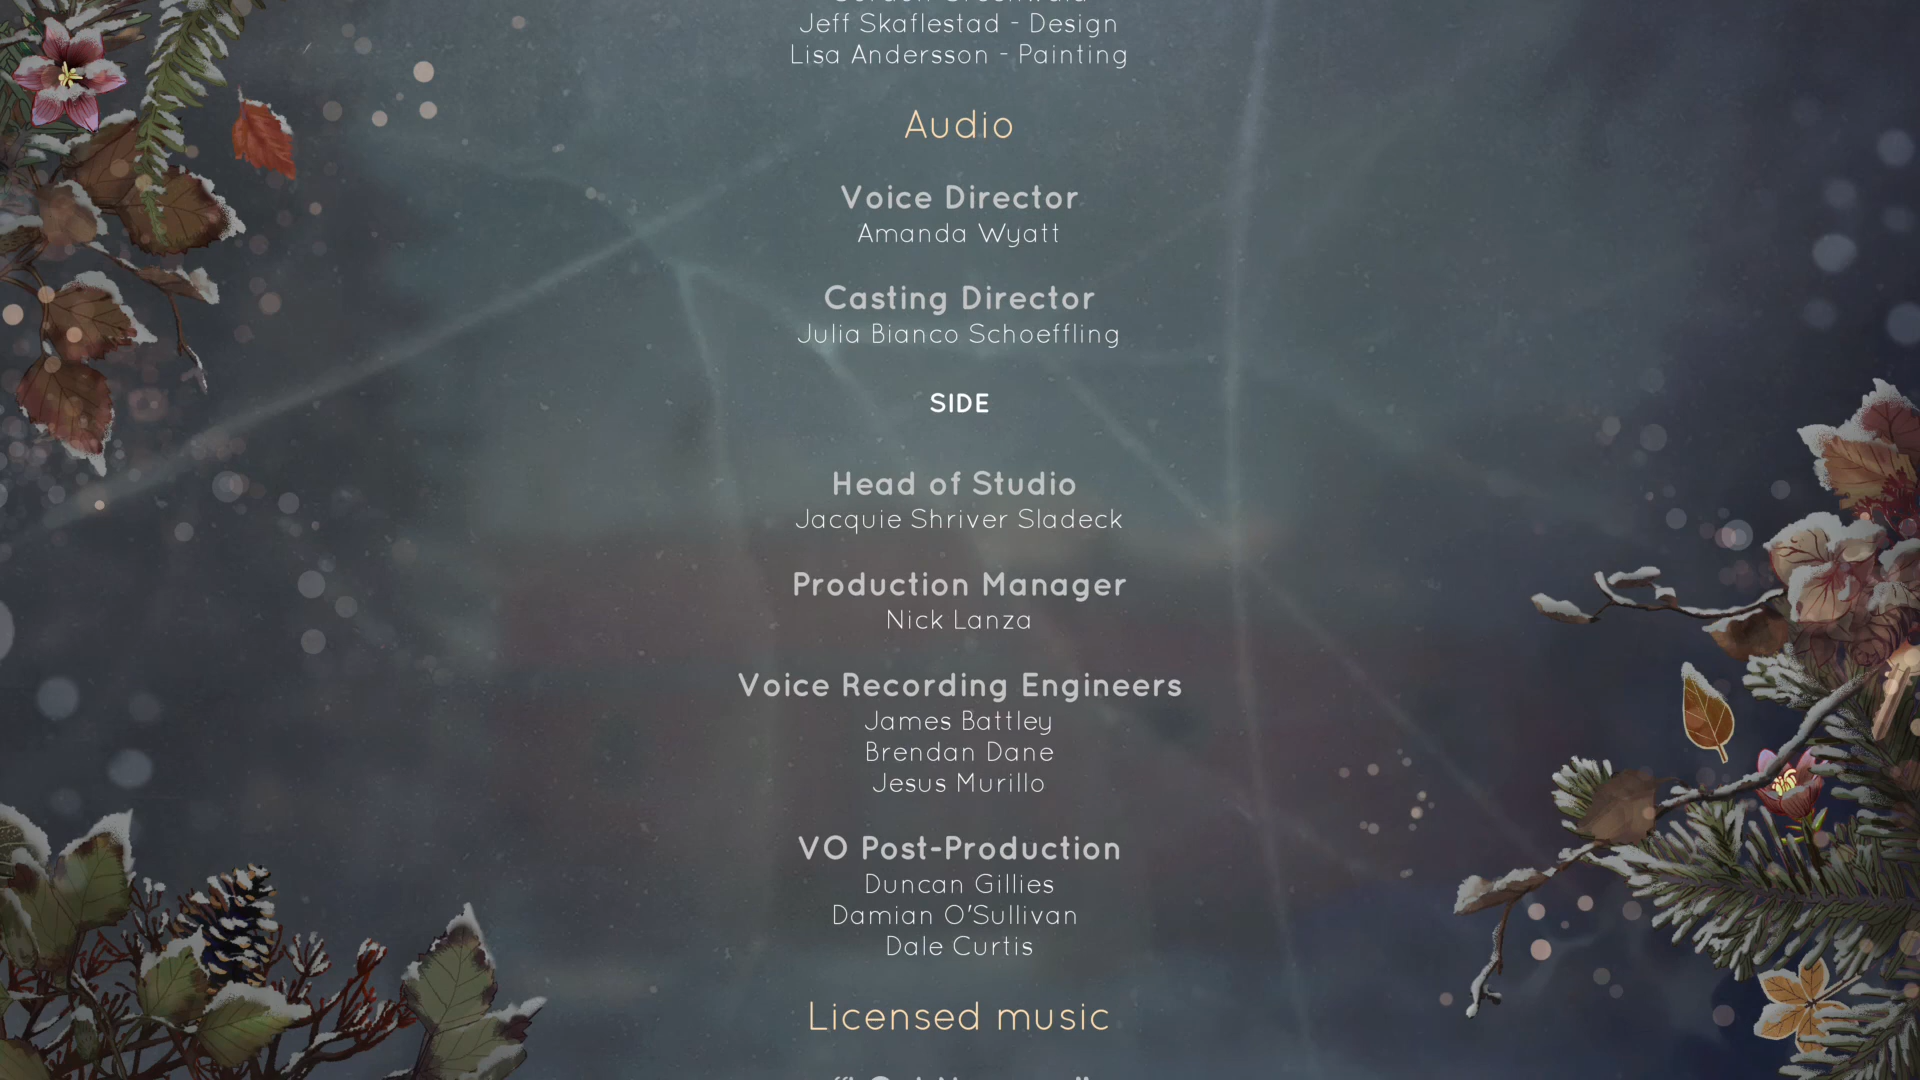 Jeff Skaflestad - Design
Lisa Andersson - Painting
Audio
Voice Director
Amanda Wyatt
Casting Director
Julia Bianco Schoeffling
SIDE
Head of Studio
Jacquie Shriver Sladeck
Production Manager
Nick Lanza
Voice Recording Engineers
James Battley
Brendan Dane
Jesus Murillo
VO Post-Production
Duncan Gillies
Damian O'Sullivan
Dale Curtis
Licensed music